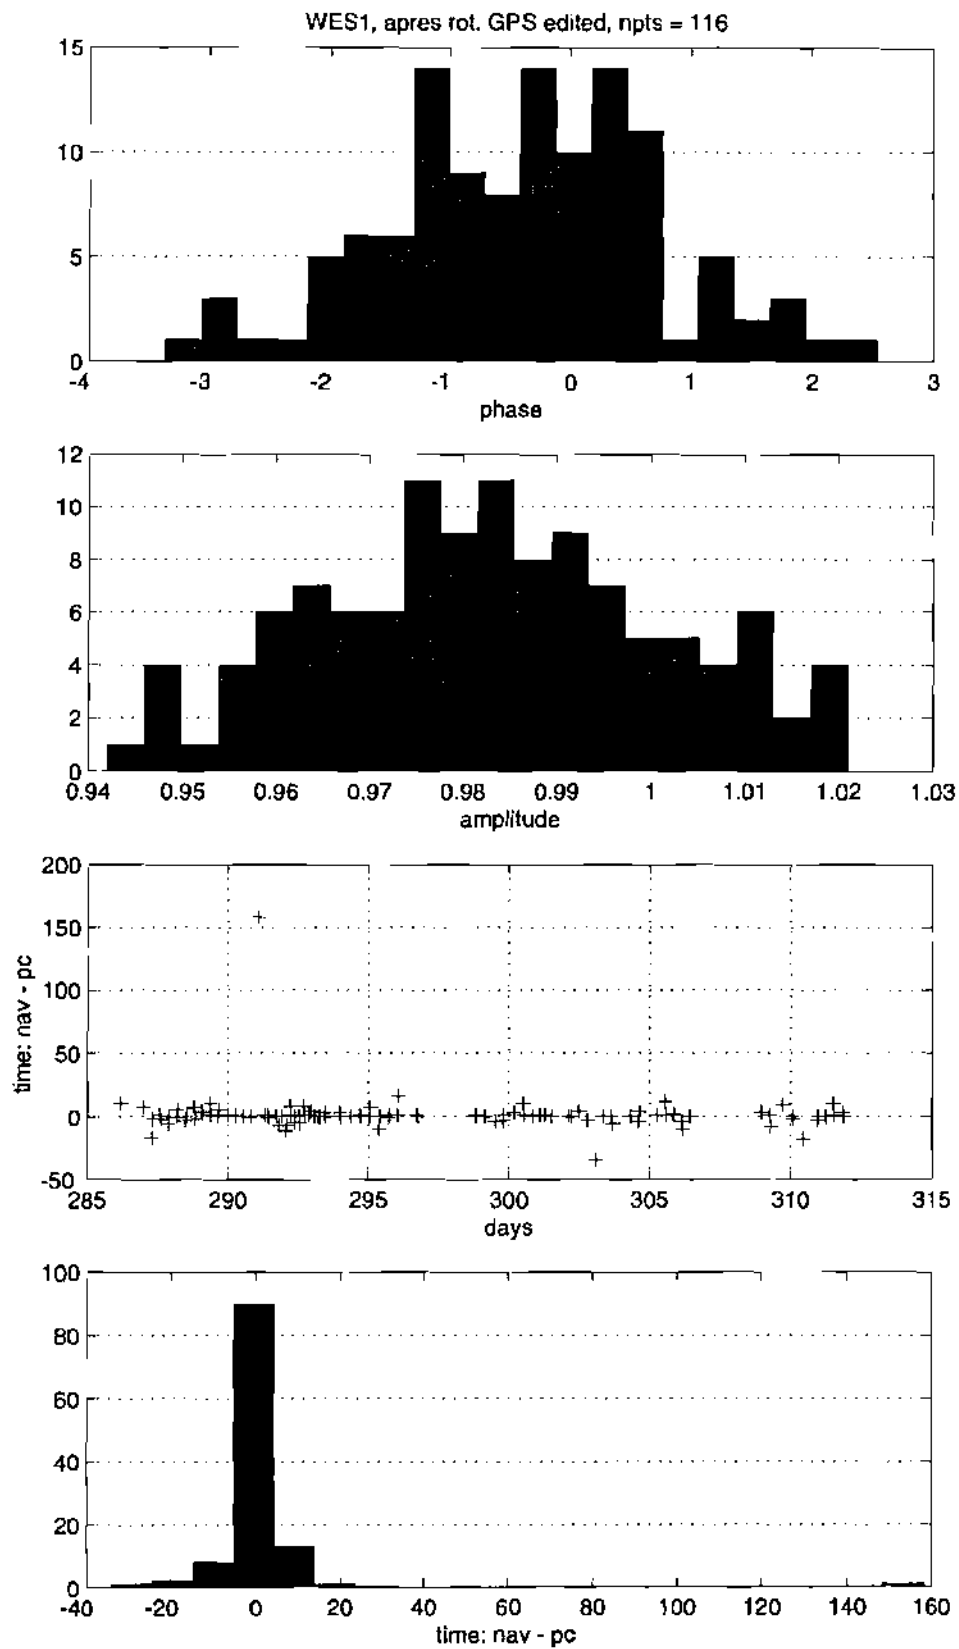 WES1, apres rot. GPS edited, npts = 116
15
10
5
0
-4 -3 -2 -1 0 1 2 3
phase
12
10
8
6
4
2
0
0.94 0.95 0.96 0.97 0.98 0.99 1 1.01 1.02 1.03
amplitude
200
150
100
50
0
-50
time: nav - pc
285 290 295 300 305 310 315
days
100
80
60
40
20
0
-40 -20 0 20 40 60 80 100 120 140 160
time: nav - pc